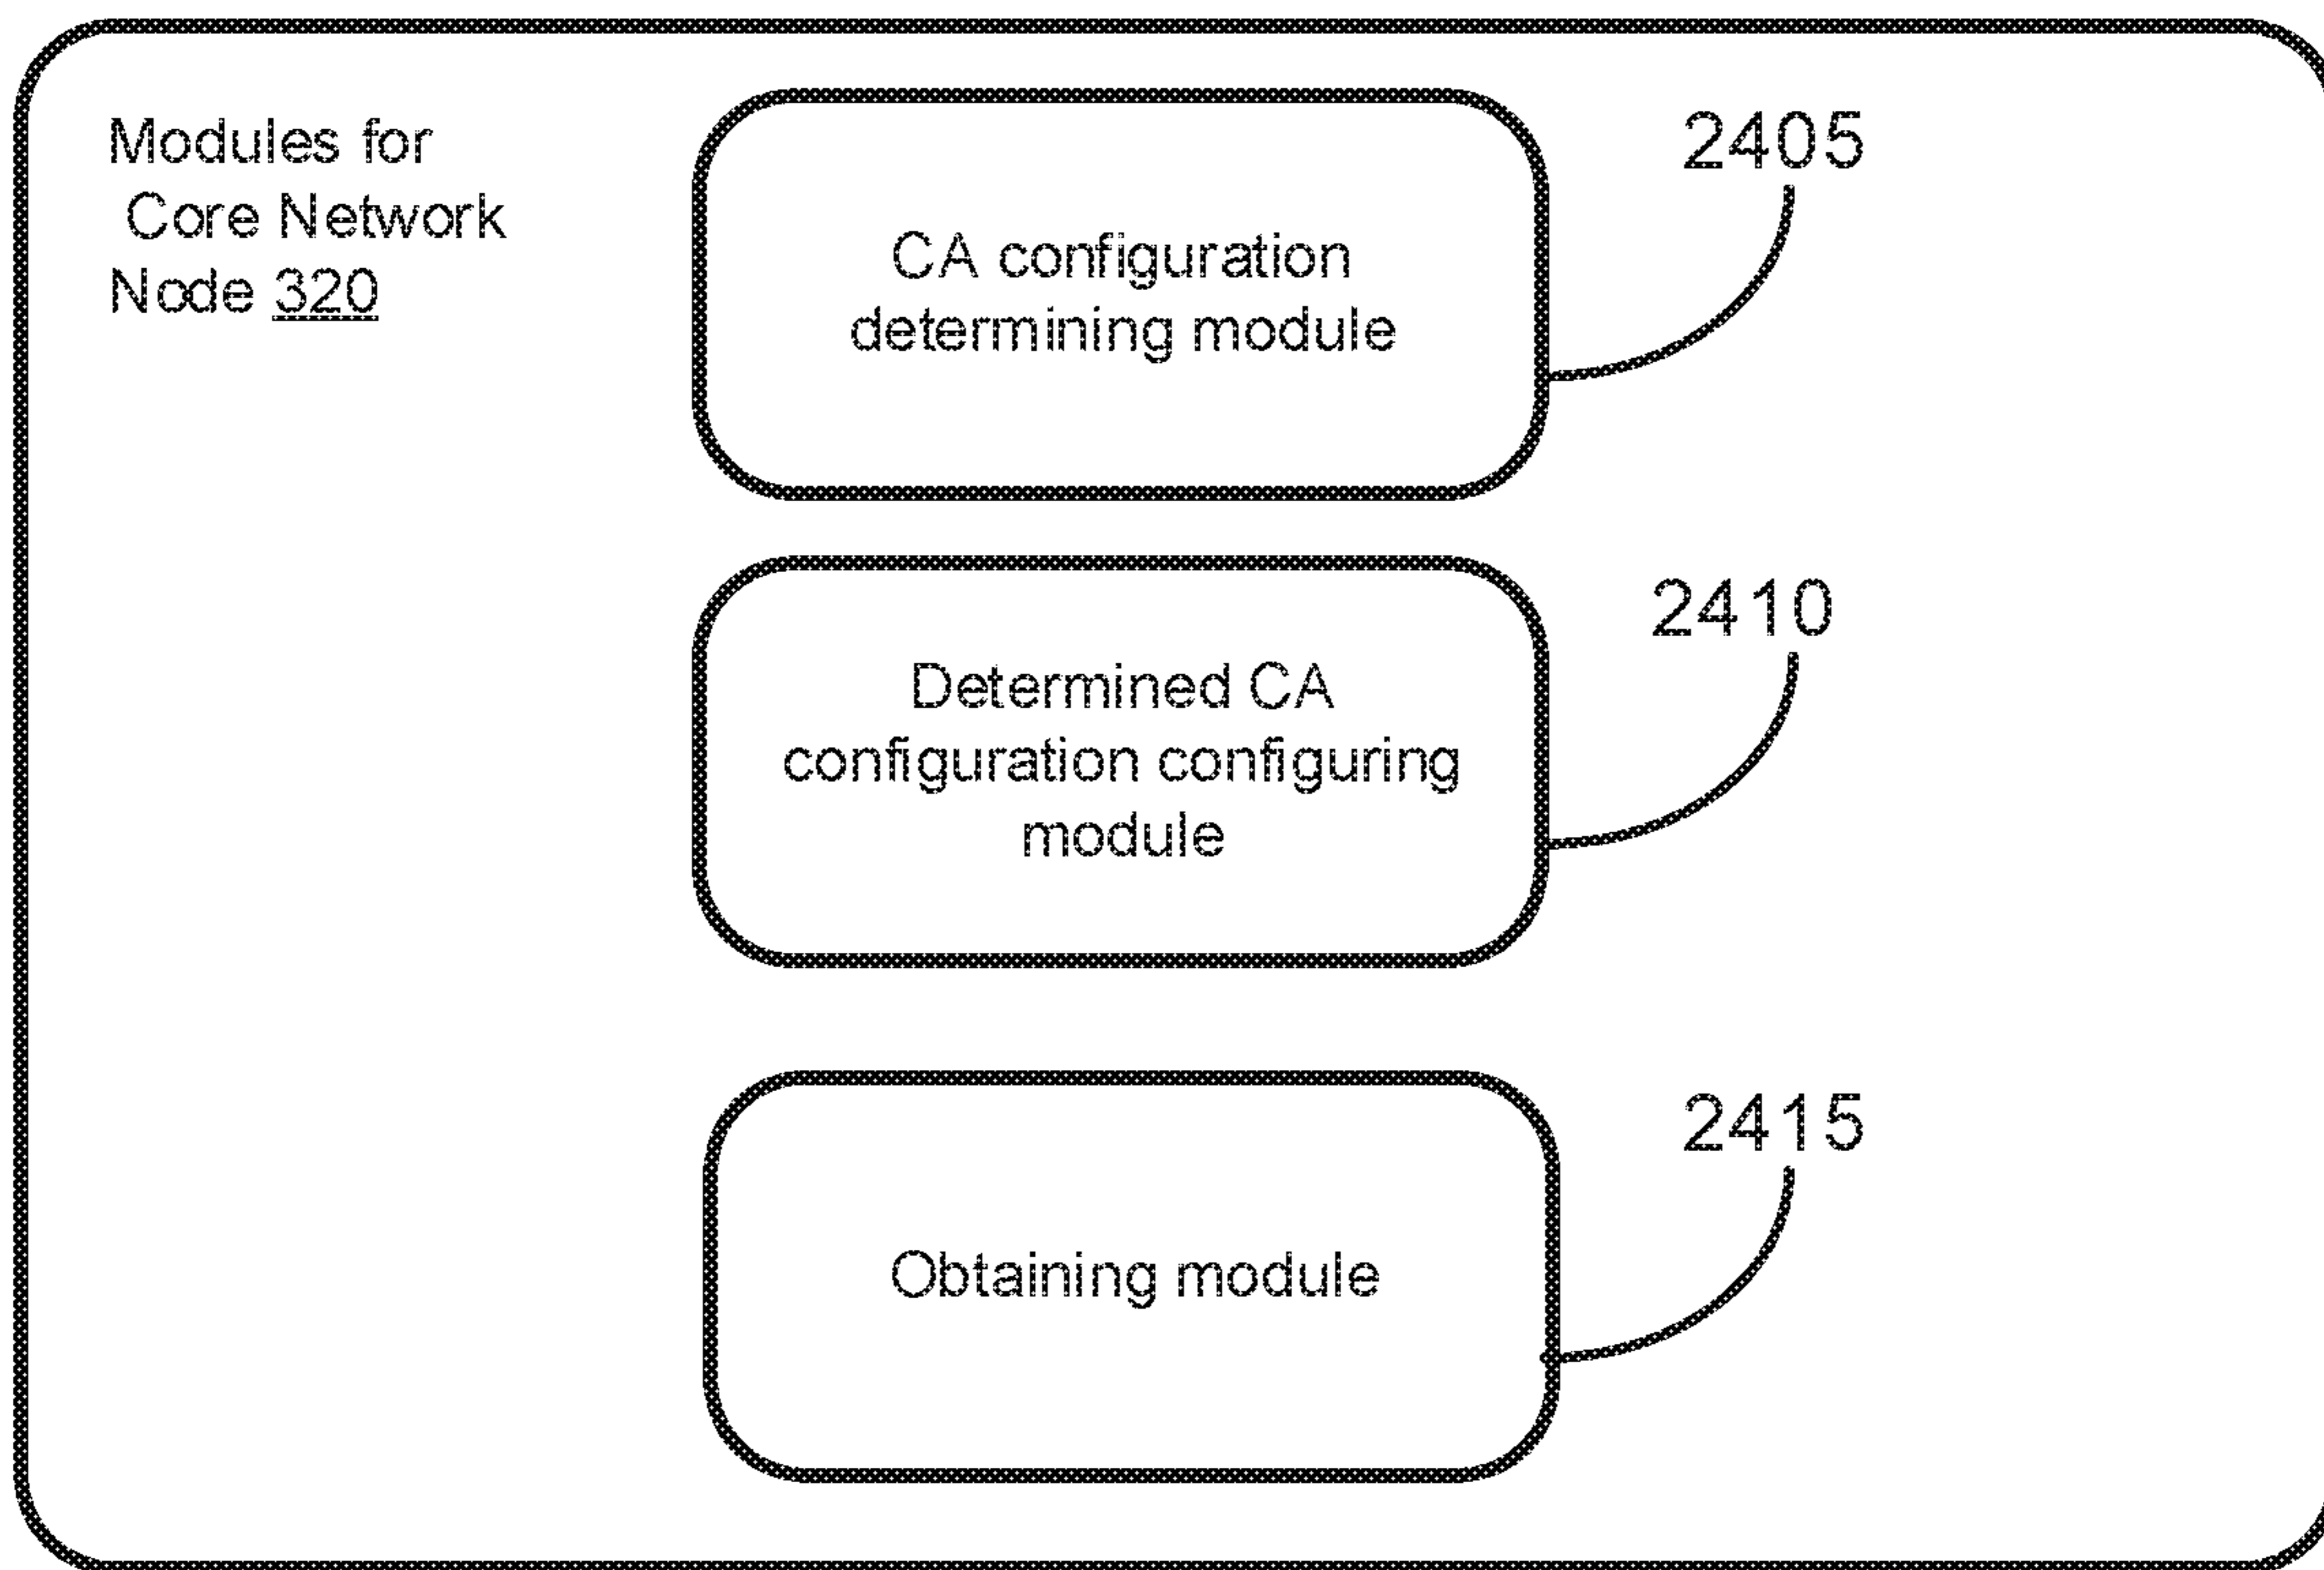 Modules for
Core Network
Node 320
CA configuration
determining module
2405
Determined CA
configuration configuring
module
2410
Obtaining module
2415